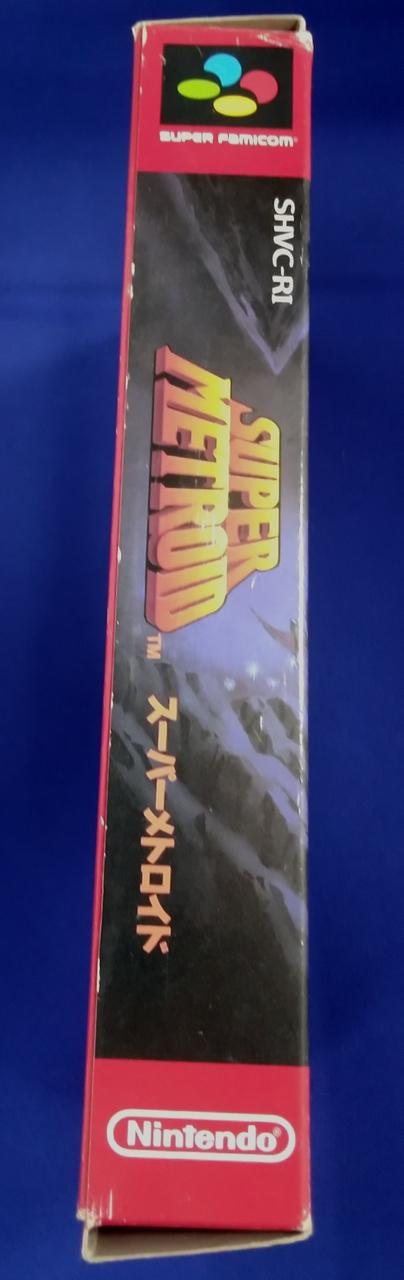 SUPER FAMICOM
SHVC-RI
SUPER
METROID
TM
スーパーメトロイド
Nintendo®